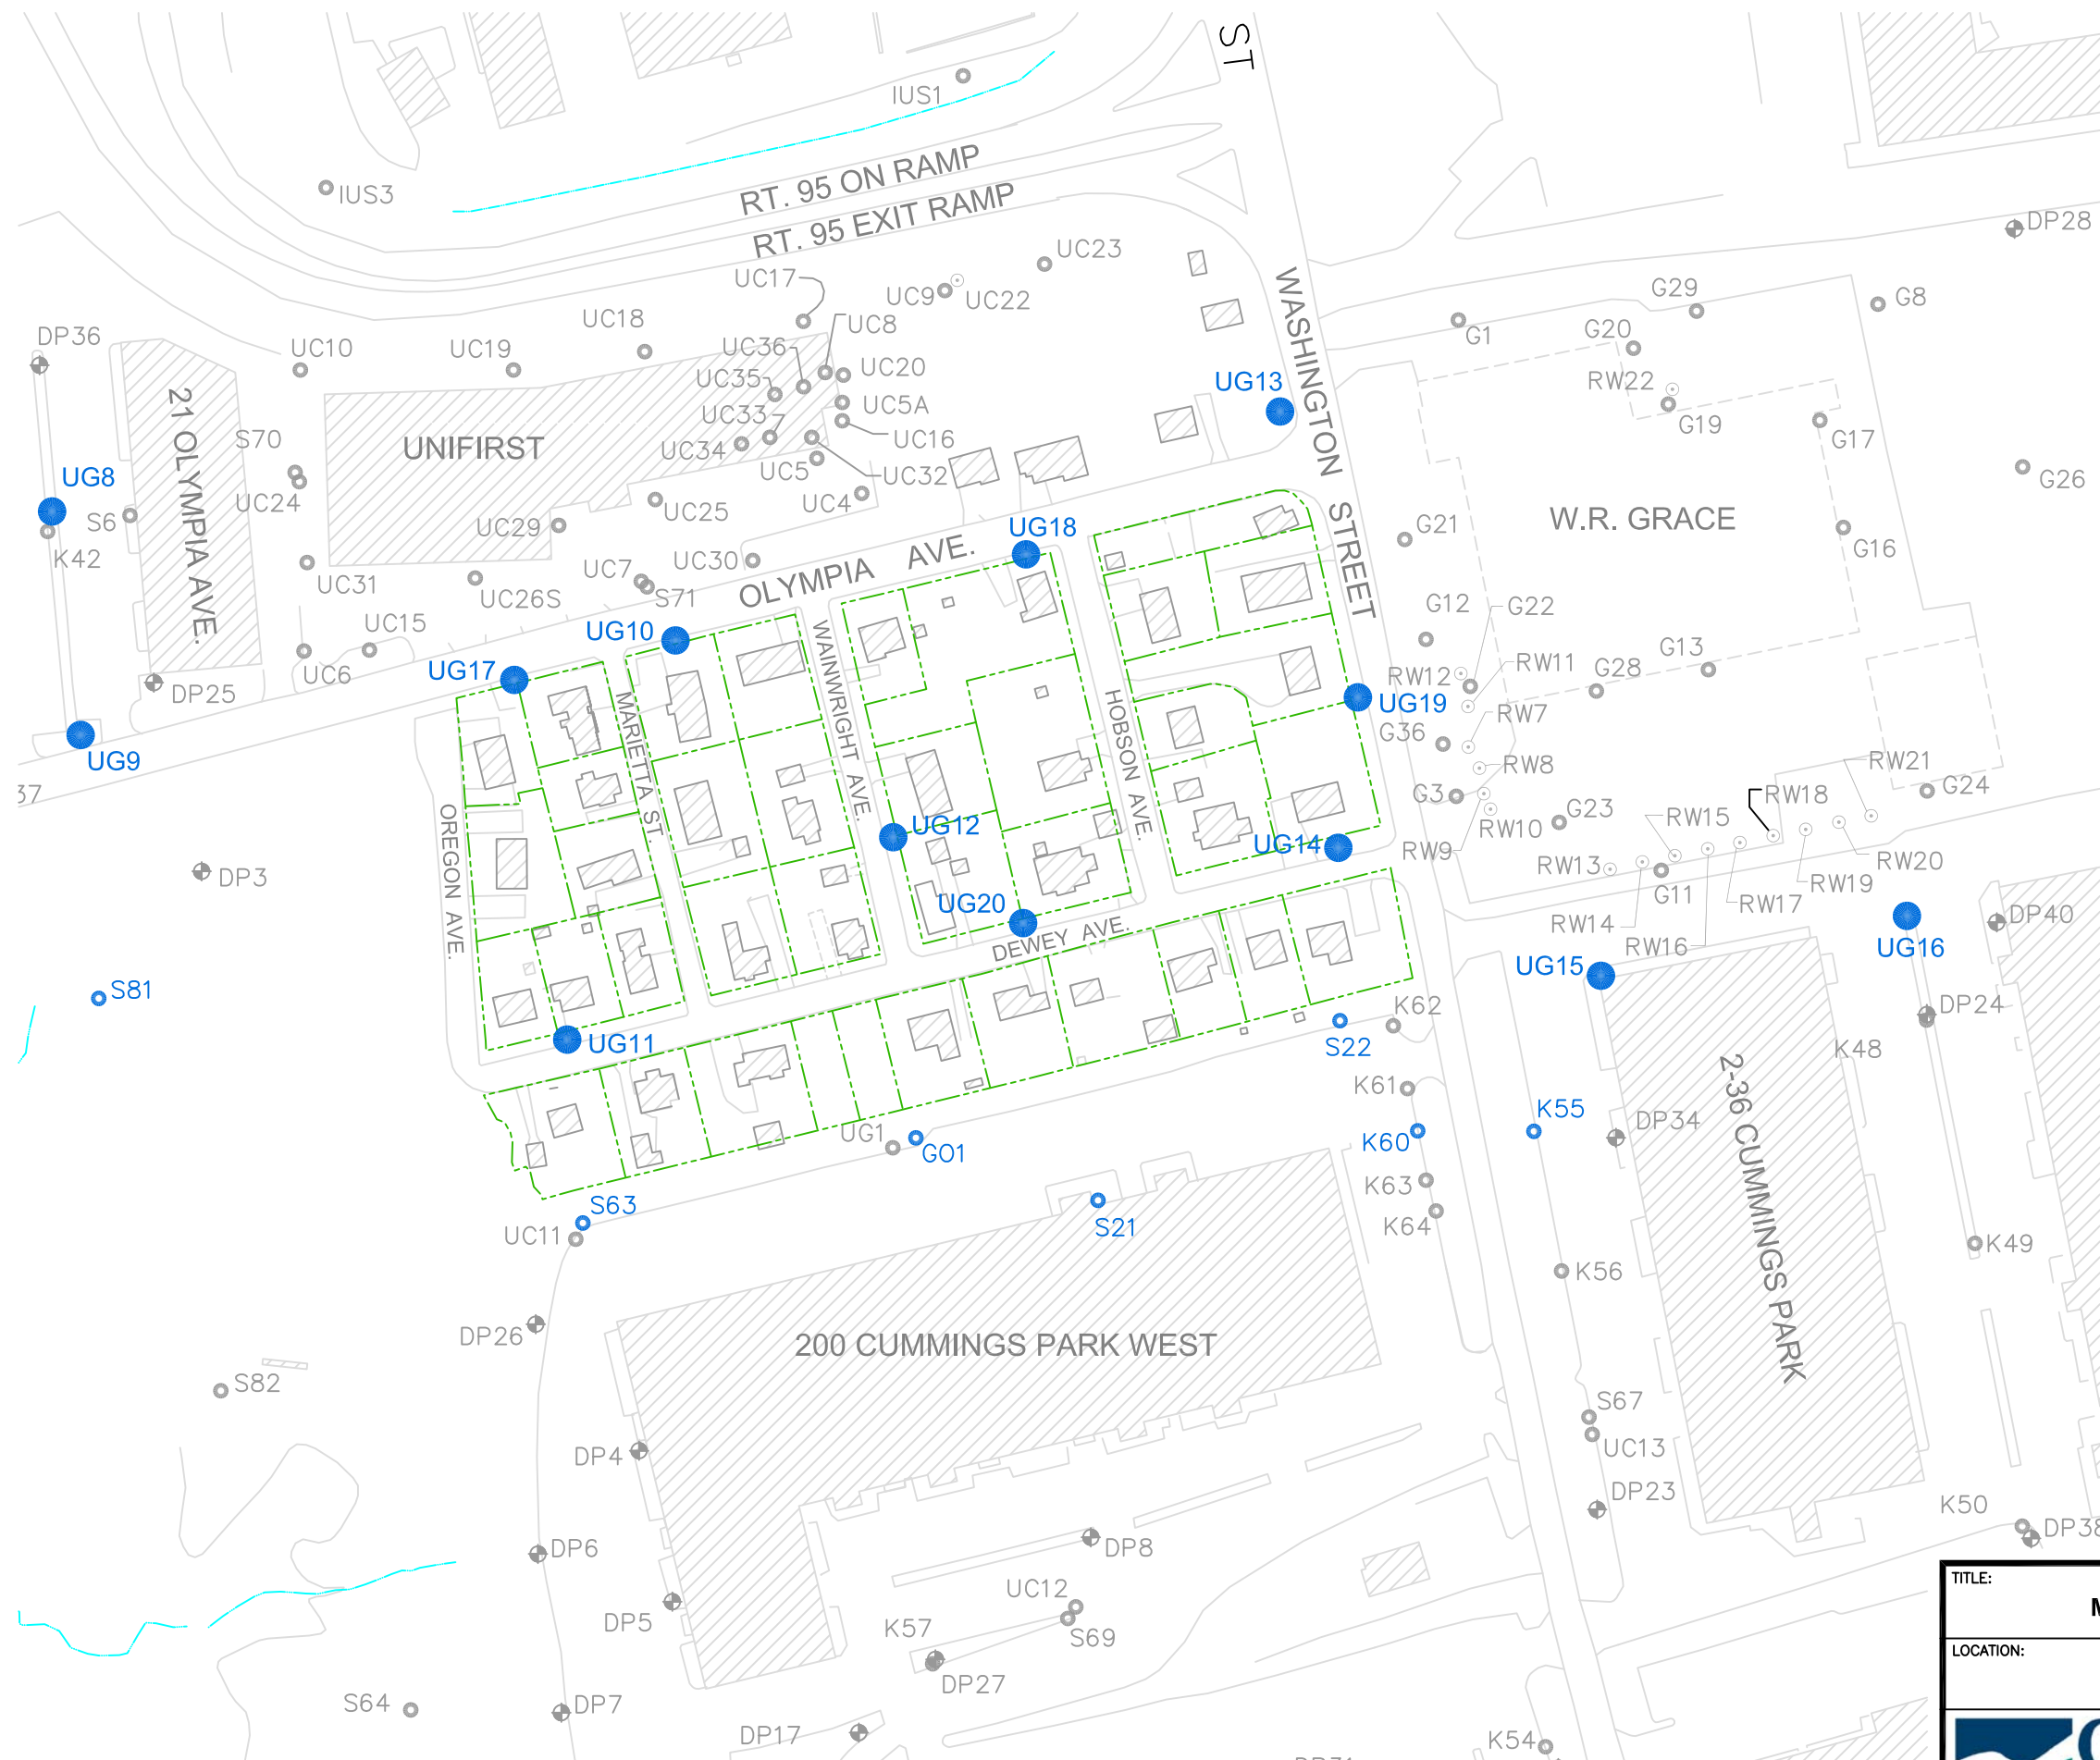 ST
IUS1
RT. 95 ON RAMP
IUS3
RT. 95 EXIT RAMP
DP28
UC23
UC17
UC9
UC22
WASHINGTON STREET
G29
G8
UC18
UC8
G1
G20
DP36
UC10
UC19
UC36
UC20
UG13
RW22
UC35
UC5A
G19
G17
21 OLYMPIA AVE.
UC33
7
UC16
S70
UNIFIRST
UC34
UC5
UC32
G26
UG8
UC24
UC4
S6
UC25
UC29
UG18
G21
W.R. GRACE
G16
K42
UC30
OLYMPIA AVE.
UC31
UC7
S71
UC26S
G12
G22
UC15
UG10
WAINWRIGHT AVE.
G13
UC6
UG17
RW12
RW11
G28
DP25
MARIETTA ST.
HOBSON AVE.
UG19
G36
RW7
UG9
RW8
RW21
37
G3
RW18
G24
OREGON AVE.
UG12
RW10
G23
RW15
UG14
RW9
RW13
RW20
DP3
G11
RW19
UG20
RW17
RW14
DP40
DEWEY AVE.
RW16
UG16
UG15
S81
DP24
K62
UG11
S22
K48
2-36 CUMMINGS PARK
K61
K55
DP34
UG1
GO1
K60
K63
S63
S21
K64
UC11
K49
K56
DP26
200 CUMMINGS PARK WEST
S82
S67
DP4
UC13
DP23
K50
DP38
DP6
DP8
TITLE:
UC12
DP5
K57
S69
LOCATION:
DP27
S64
DP7
DP17
K54